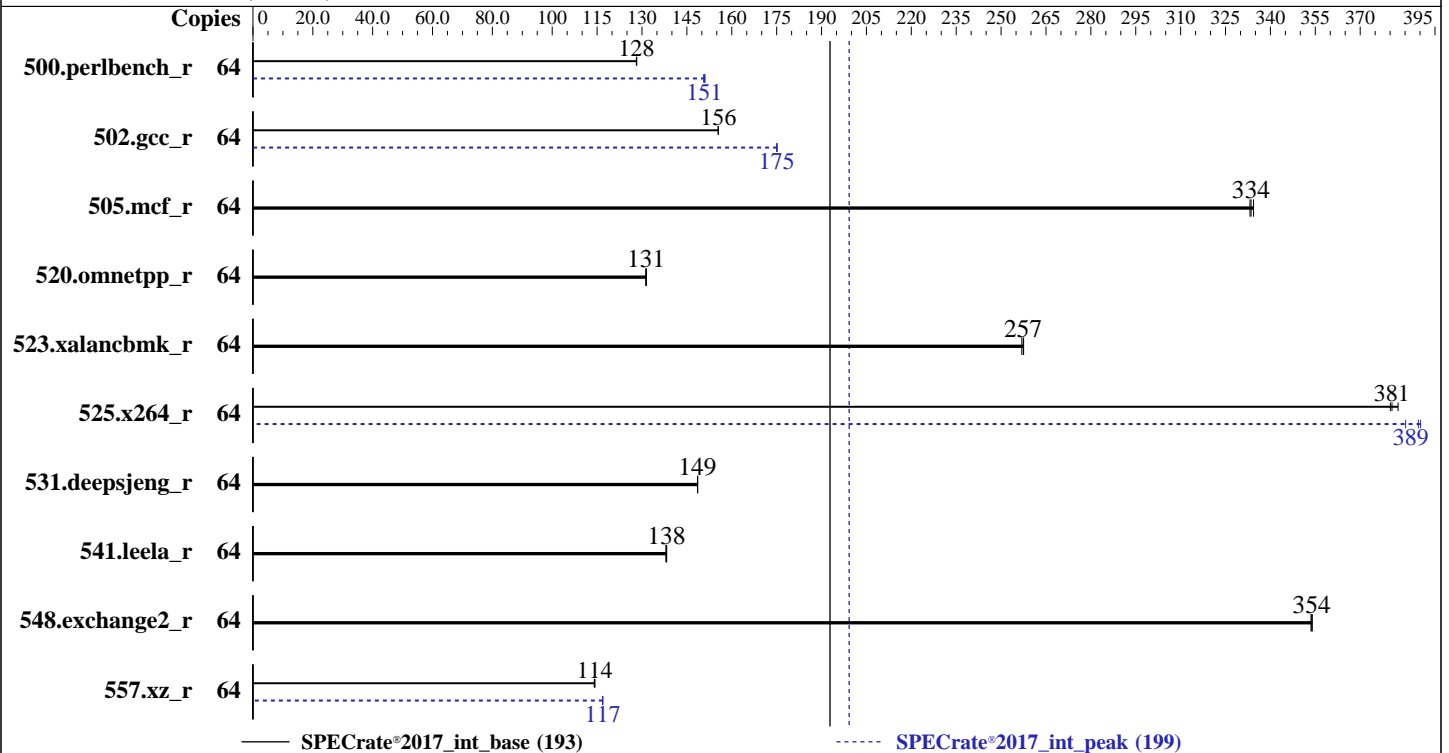 Copies 0 20.0 40.0 60.0 80.0 100 115 130 145 160 175 190 205 220 235 250 265 280 295 310 325 340 355 370 395
128
500.perlbench_r 64
151
156
502.gcc_r 64
175
334
505.mcf_r 64
131
520.omnetpp_r 64
257
523.xalancbmk_r 64
381
525.x264_r 64
389
149
531.deepsjeng_r 64
138
541.leela_r 64
354
548.exchange2_r 64
114
557.xz_r 64
117
SPECrate®2017_int_base (193) SPECrate®2017_int_peak (199)